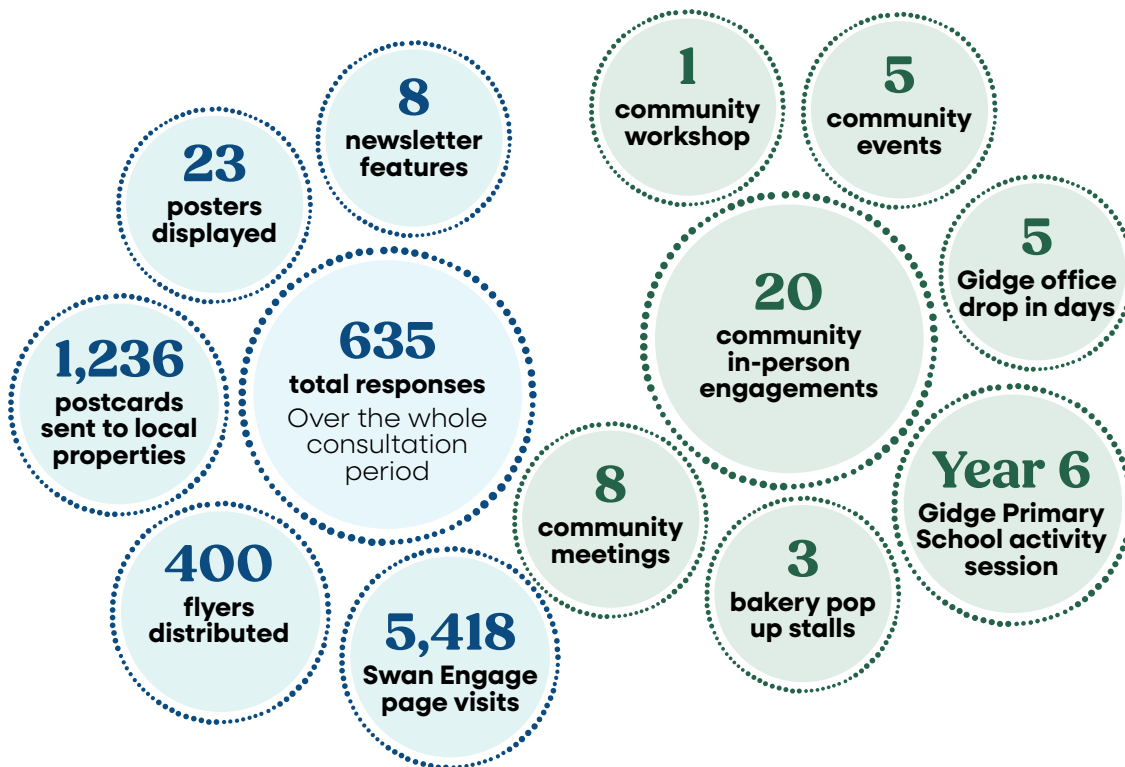 8
newsletter
features
23
posters
displayed
635
total responses
Over the whole
consultation
period
1,236
postcards
sent to local
properties
400
flyers
distributed
5,418
Swan Engage
page visits
1
community
workshop
5
community
events
5
Gidge office
drop in days
20
community
in-person
engagements
Year 6
Gidge Primary
School activity
session
8
community
meetings
3
bakery pop
up stalls